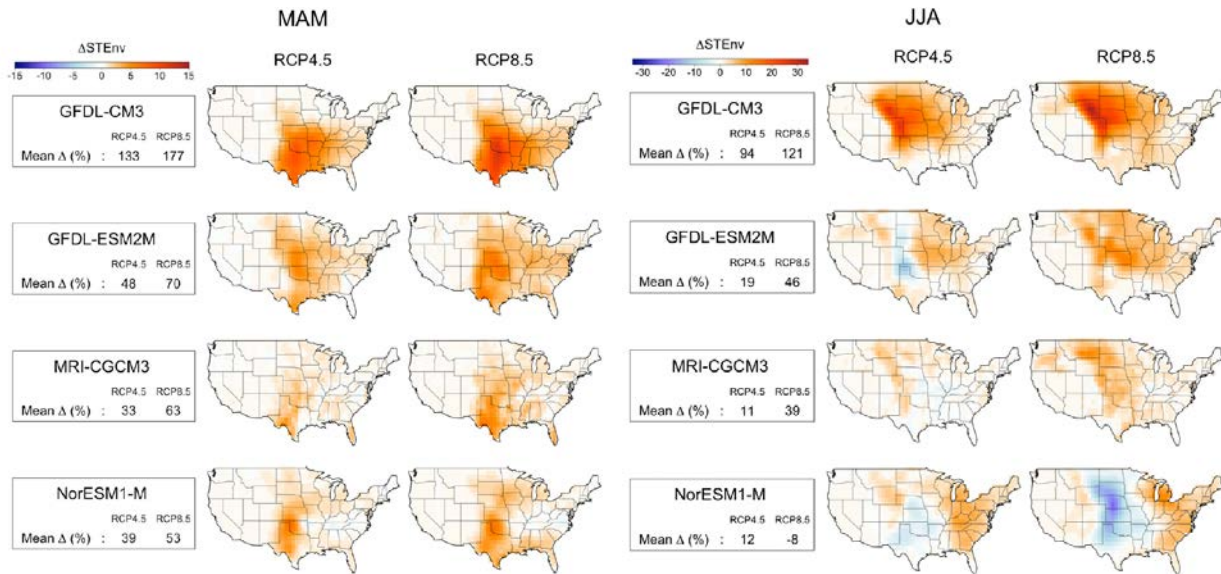 MAM
JJA
ΔSTEnv
-15 -10 -5 0 5 10 15
RCP4.5
RCP8.5
ΔSTEnv
-30 -20 -10 0 10 20 30
RCP4.5
RCP8.5
GFDL-CM3
RCP4.5 RCP8.5
Mean Δ (%) : 133 177
GFDL-CM3
RCP4.5 RCP8.5
Mean Δ (%) : 94 121
GFDL-ESM2M
RCP4.5 RCP8.5
Mean Δ (%) : 48 70
GFDL-ESM2M
RCP4.5 RCP8.5
Mean Δ (%) : 19 46
MRI-CGCM3
RCP4.5 RCP8.5
Mean Δ (%) : 33 63
MRI-CGCM3
RCP4.5 RCP8.5
Mean Δ (%) : 11 39
NorESM1-M
RCP4.5 RCP8.5
Mean Δ (%) : 39 53
NorESM1-M
RCP4.5 RCP8.5
Mean Δ (%) : 12 -8